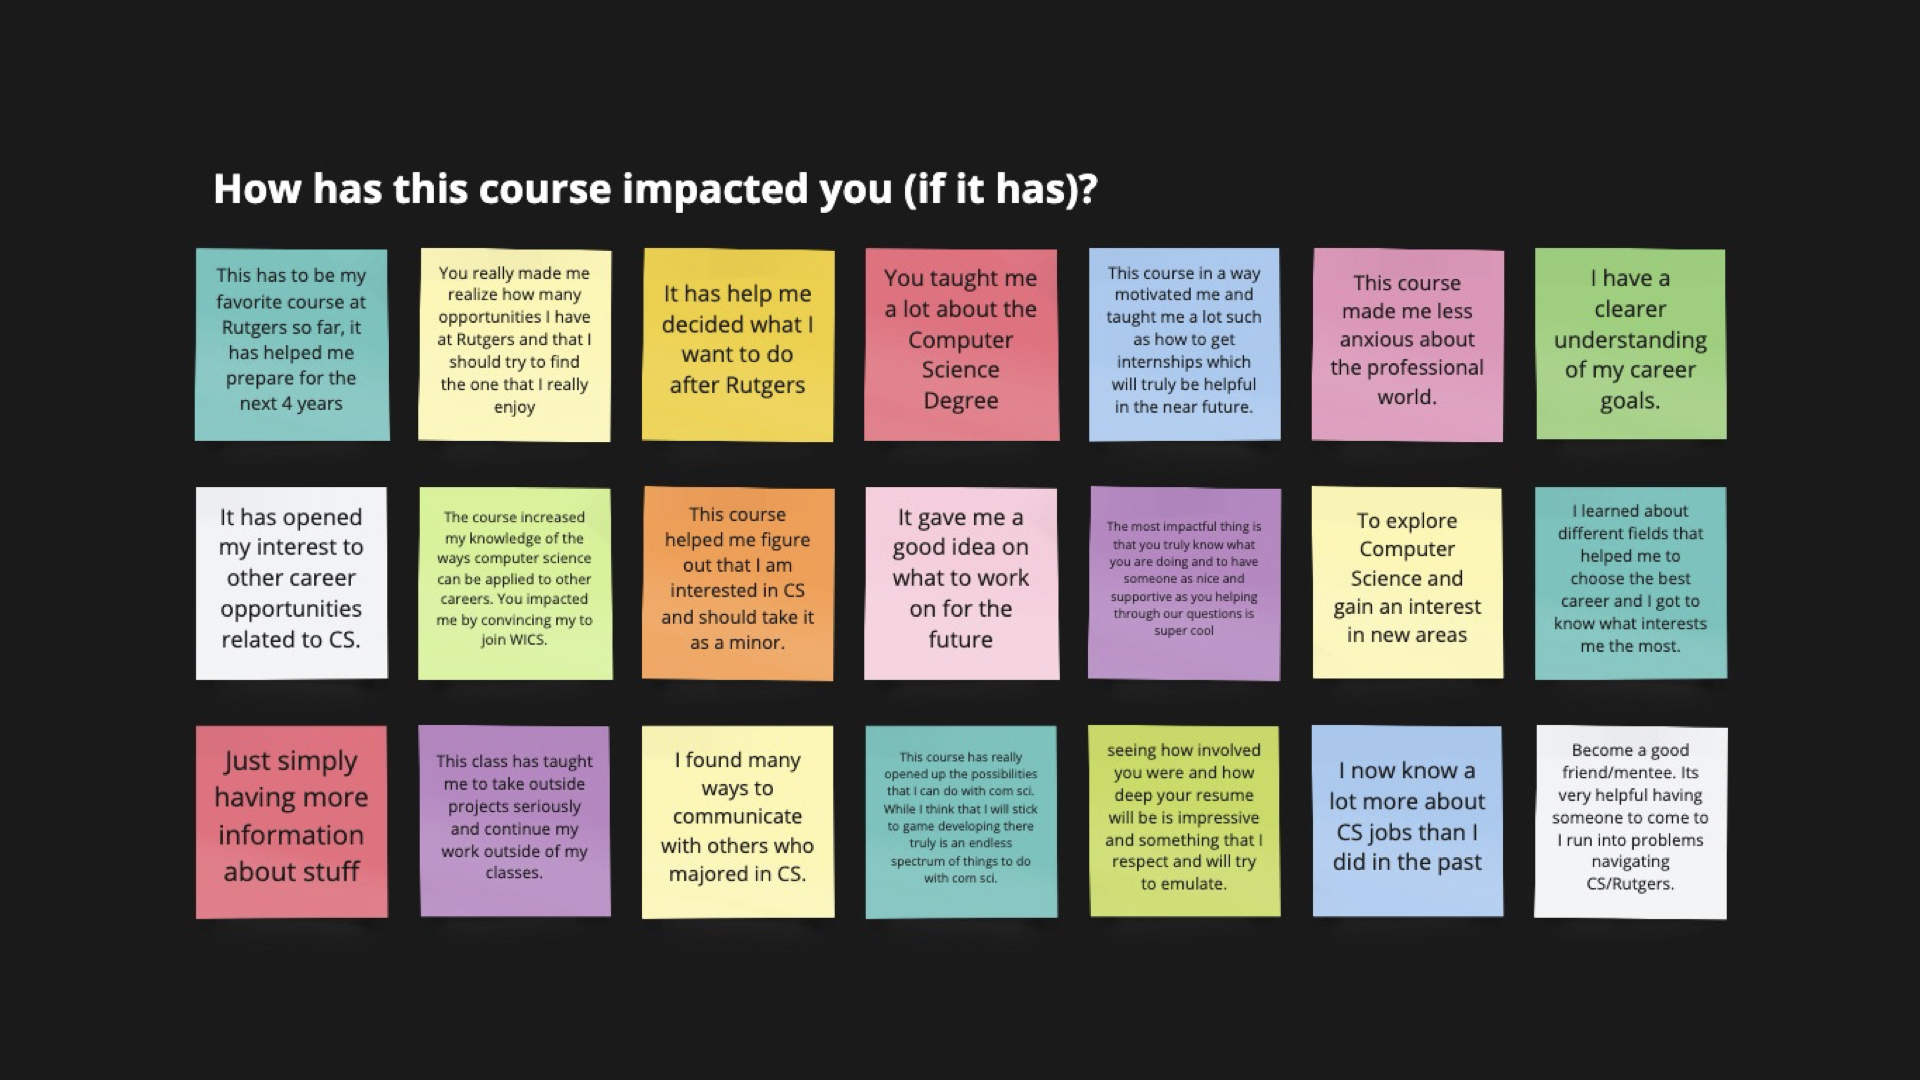 How has this course impacted you (if it has)?
This has to be my
favorite course at
Rutgers so far, it
has helped me
prepare for the
next 4 years
You really made me
realize how many
opportunities I have
at Rutgers and that I
should try to find
the one that I really
enjoy
It has help me
decided what I
want to do
after Rutgers
You taught me
a lot about the
Computer
Science
Degree
This course in a way
motivated me and
taught me a lot such
as how to get
internships which
will truly be helpful
in the near future.
This course
made me less
anxious about
the professional
world.
I have a
clearer
understanding
of my career
goals.
It has opened
my interest to
other career
opportunities
related to CS.
The course increased
my knowledge of the
ways computer science
can be applied to other
careers. You impacted
me by convincing my to
join WICS.
This course
helped me figure
out that I am
interested in CS
and should take it
as a minor.
It gave me a
good idea on
what to work
on for the
future
The most impactful thing is
that you truly know what
you are doing and to have
someone as nice and
supportive as you helping
through our questions is
super cool
To explore
Computer
Science and
gain an interest
in new areas
I learned about
different fields that
helped me to
choose the best
career and I got to
know what interests
me the most.
Just simply
having more
information
about stuff
This class has taught
me to take outside
projects seriously
and continue my
work outside of my
classes.
I found many
ways to
communicate
with others who
majored in CS.
This course has really
opened up the possibilities
that I can do with com sci.
While I think that I will stick
to game developing there
truly is an endless
spectrum of things to do
with com sci.
seeing how involved
you were and how
deep your resume
will be is impressive
and something that I
respect and will try
to emulate.
I now know a
lot more about
CS jobs than I
did in the past
Become a good
friend/mentee. Its
very helpful having
someone to come to
I run into problems
navigating
CS/Rutgers.